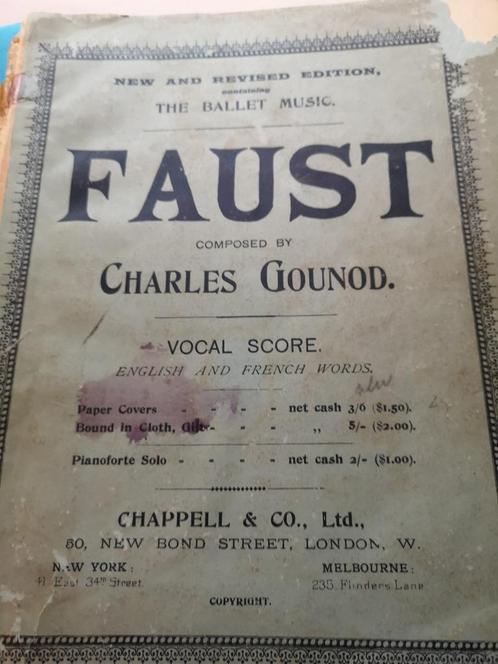 NEW AND REVISED EDITION,
containing
THE BALLET MUSIC.
FAUST
COMPOSED BY
CHARLES GOUNOD.
VOCAL SCORE.
ENGLISH AND FRENCH WORDS.
Paper Covers - - - - net cash 3/6 ($1.50).
Bound in Cloth, Gilt - - - „ 5/- ($2.00).
Pianoforte Solo - - - - net cash 2/- ($1.00).
CHAPPELL & CO., Ltd.,
50, NEW BOND STREET, LONDON, W.
NEW YORK: MELBOURNE:
41 East 34th Street. 235, Flinders Lane
COPYRIGHT.